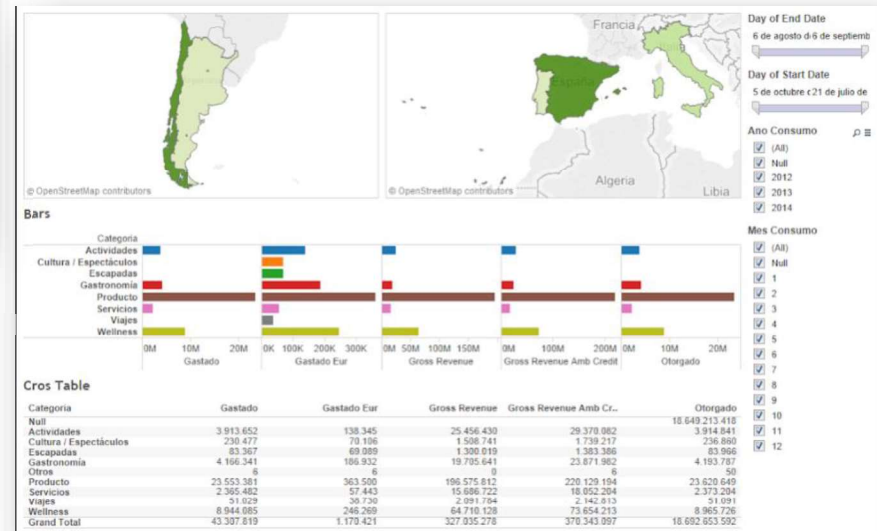 Francia
España
Algeria
Libia
© OpenStreetMap contributors
© OpenStreetMap contributors
Day of End Date
6 de agosto d 6 de septiemb
Day of Start Date
5 de octubre c 21 de julio de
Ano Consumo
(All)
Null
2012
2013
2014
Mes Consumo
(All)
Null
1
2
3
4
5
6
7
8
9
10
11
12
Bars
Categoria
Actividades
Cultura / Espectáculos
Escapadas
Gastronomía
Producto
Servicios
Viajes
Wellness
0M 10M 20M 0K 100K 200K 300K 0M 50M 100M 150M 0M 100M 200M 0M 10M 20M
Gastado Gastado Eur Gross Revenue Gross Revenue Amb Credit Otorgado
Cros Table
Categoria Gastado Gastado Eur Gross Revenue Gross Revenue Amb Cr.. Otorgado
Null 18.649.213.418
Actividades 3.913.652 138.345 25.456.430 29.370.082 3.914.841
Cultura / Espectáculos 230.477 70.106 1.508.741 1.739.217 236.860
Escapadas 83.367 69.089 1.300.019 1.383.386 83.966
Gastronomía 4.166.341 186.932 19.705.641 23.871.982 4.193.787
Otros 6 6 0 6 50
Producto 23.553.381 363.500 196.575.812 220.129.194 23.620.649
Servicios 2.365.482 57.443 15.686.722 18.052.204 2.373.204
Viajes 51.029 38.730 2.091.784 2.142.813 51.091
Wellness 8.944.085 246.269 64.710.128 73.654.213 8.965.726
Grand Total 43.307.819 1.170.421 327.035.278 370.343.097 18.692.653.592